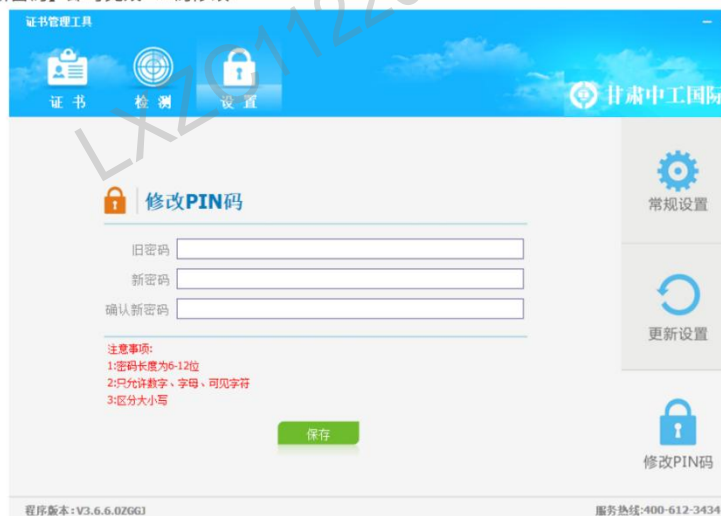 证书管理工具
证 书
检 测
设 置
甘肃中工国际
修改PIN码
旧密码
新密码
确认新密码
注意事项:
1:密码长度为6-12位
2:只允许数字、字母、可见字符
3:区分大小写
保存
常规设置
更新设置
修改PIN码
程序版本:V3.6.6.0ZGGJ
服务热线:400-612-3434